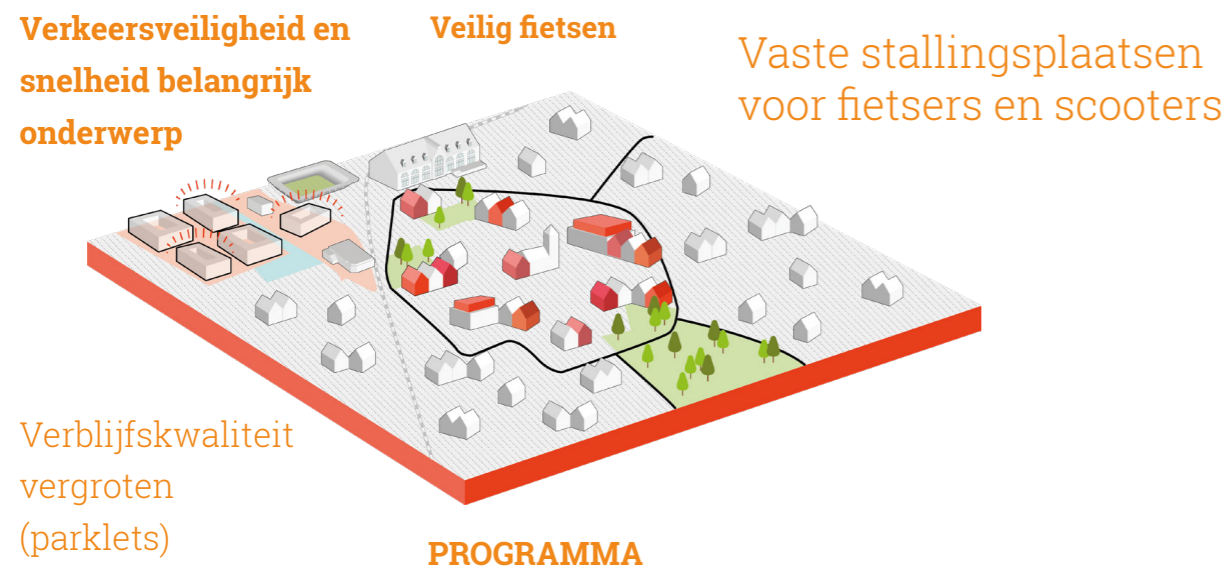 Verkeersveiligheid en
snelheid belangrijk
onderwerp
Veilig fietsen
Vaste stallingsplaatsen
voor fietsers en scooters
Verblijfskwaliteit
vergroten
(parklets)
PROGRAMMA